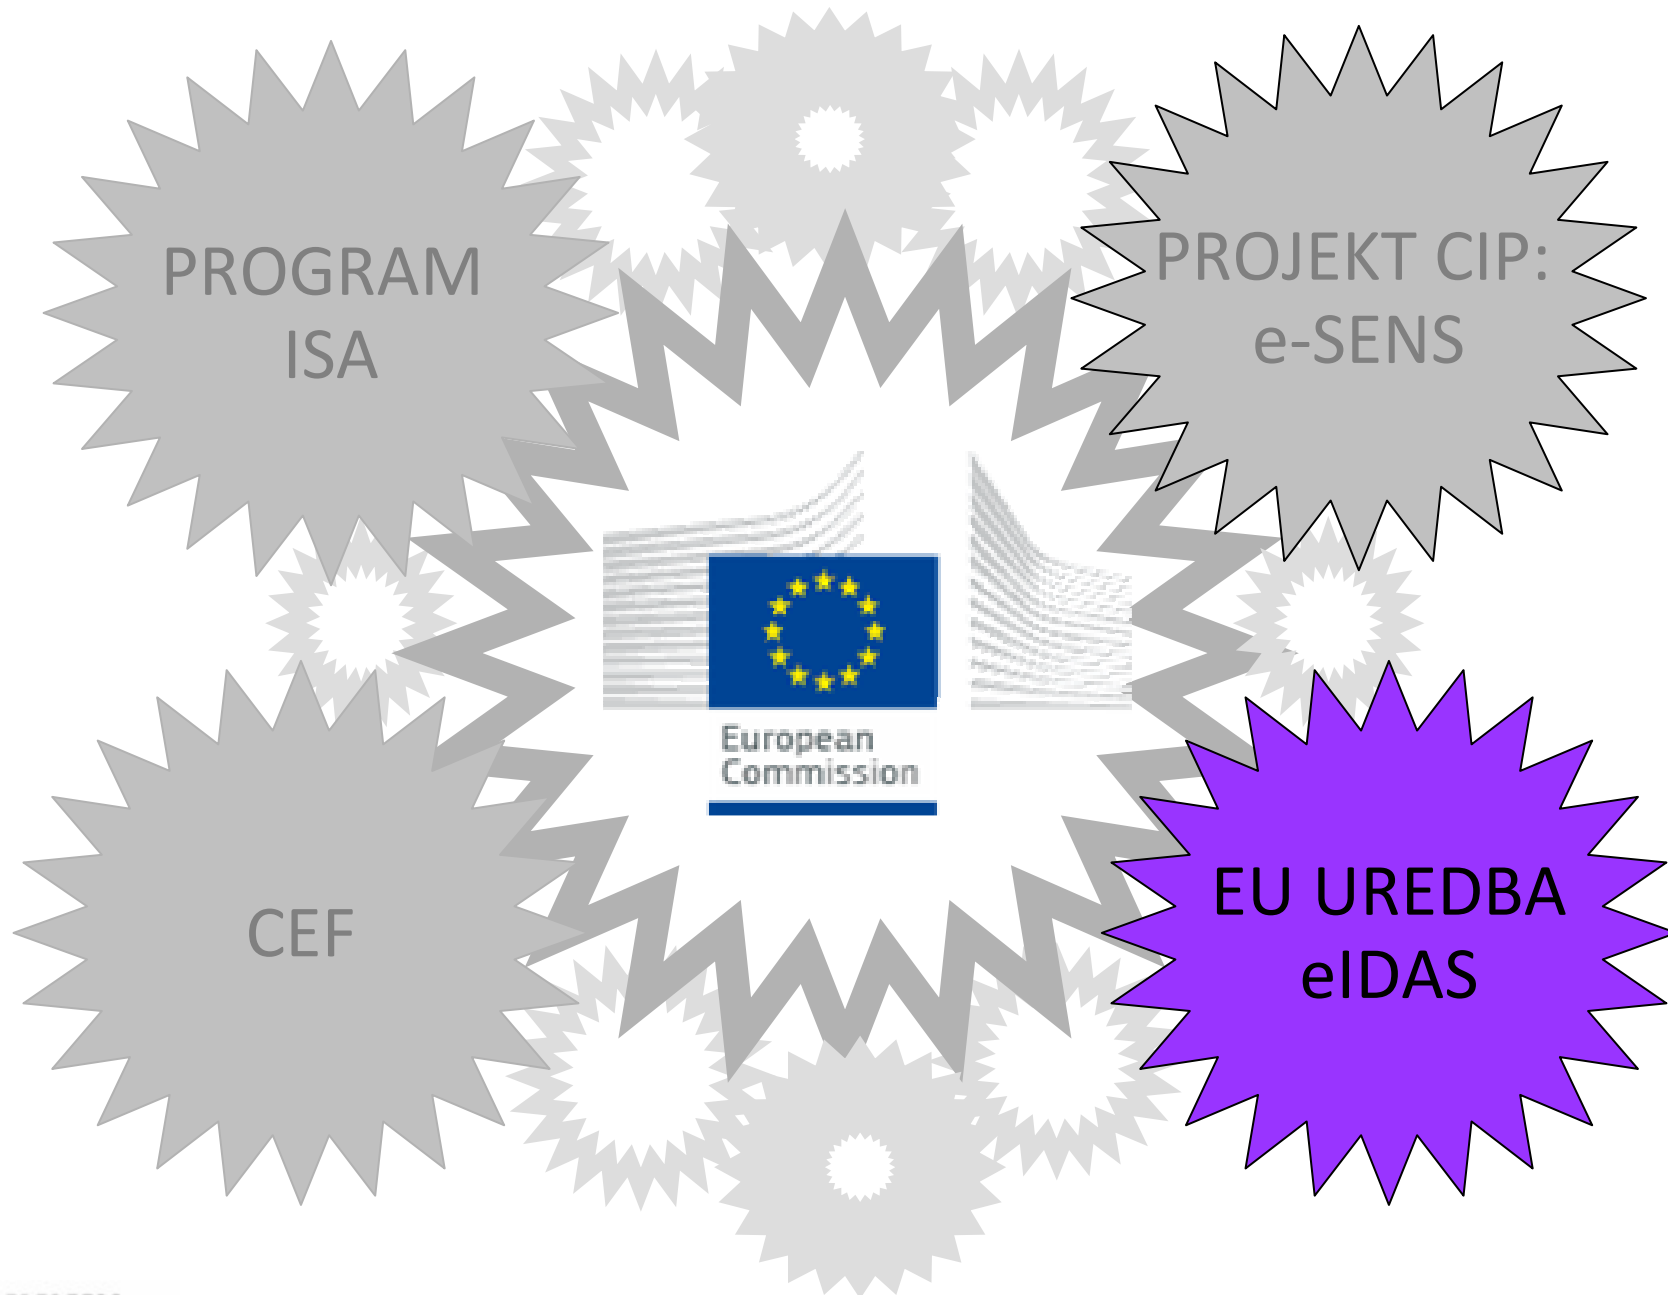 PROGRAM
ISA
PROJEKT CIP:
e-SENS
European
Commission
CEF
EU UREDBA
eIDAS